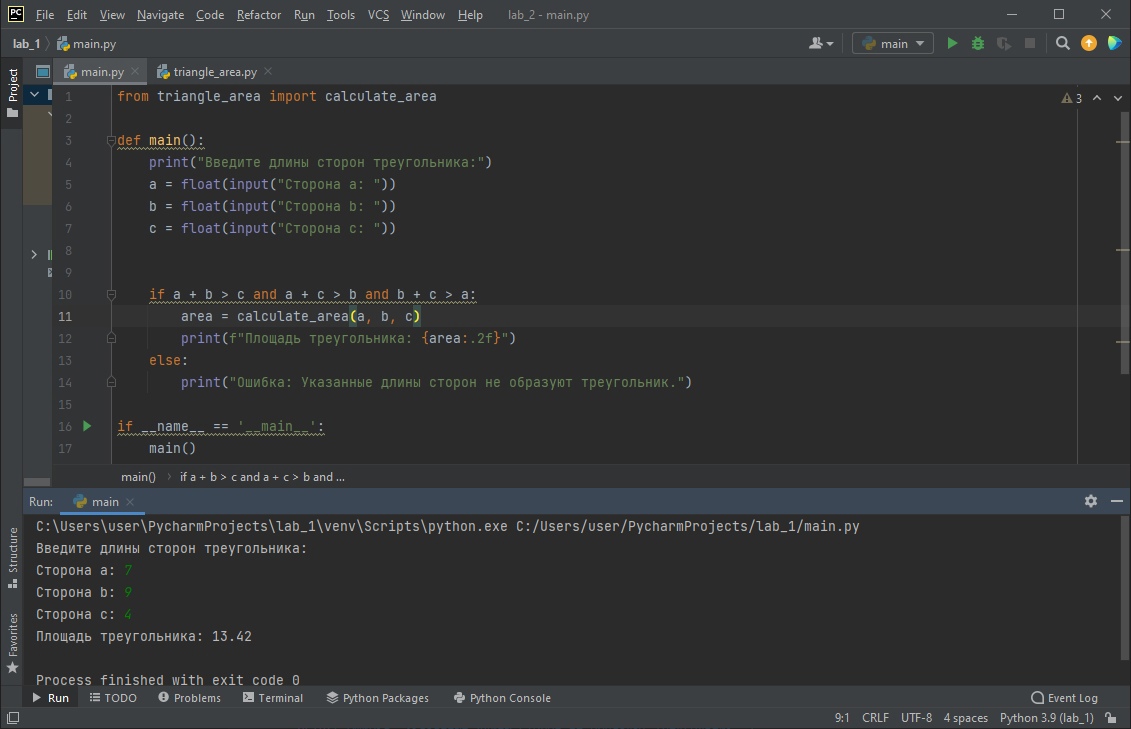 PC File Edit View Navigate Code Refactor Run Tools VCS Window Help lab_2 - main.py
lab_1 main.py main
Project main.py triangle_area.py
1 from triangle_area import calculate_area 3
2
3 def main():
4 print("Введите длины сторон треугольника:")
5 a = float(input("Сторона a: "))
6 b = float(input("Сторона b: "))
7 c = float(input("Сторона c: "))
8
9
10 if a + b > c and a + c > b and b + c > a:
11 area = calculate_area(a, b, c)
12 print(f"Площадь треугольника: {area:.2f}")
13 else:
14 print("Ошибка: Указанные длины сторон не образуют треугольник.")
15
16 if __name__ == '__main__':
17 main()
main() if a + b > c and a + c > b and ...
Run: main
C:\Users\user\PycharmProjects\lab_1\venv\Scripts\python.exe C:/Users/user/PycharmProjects/lab_1/main.py
Введите длины сторон треугольника:
Сторона a: 7
Сторона b: 9
Сторона c: 4
Площадь треугольника: 13.42
Process finished with exit code 0
Structure
Favorites
Run TODO Problems Terminal Python Packages Python Console Event Log
9:1 CRLF UTF-8 4 spaces Python 3.9 (lab_1)